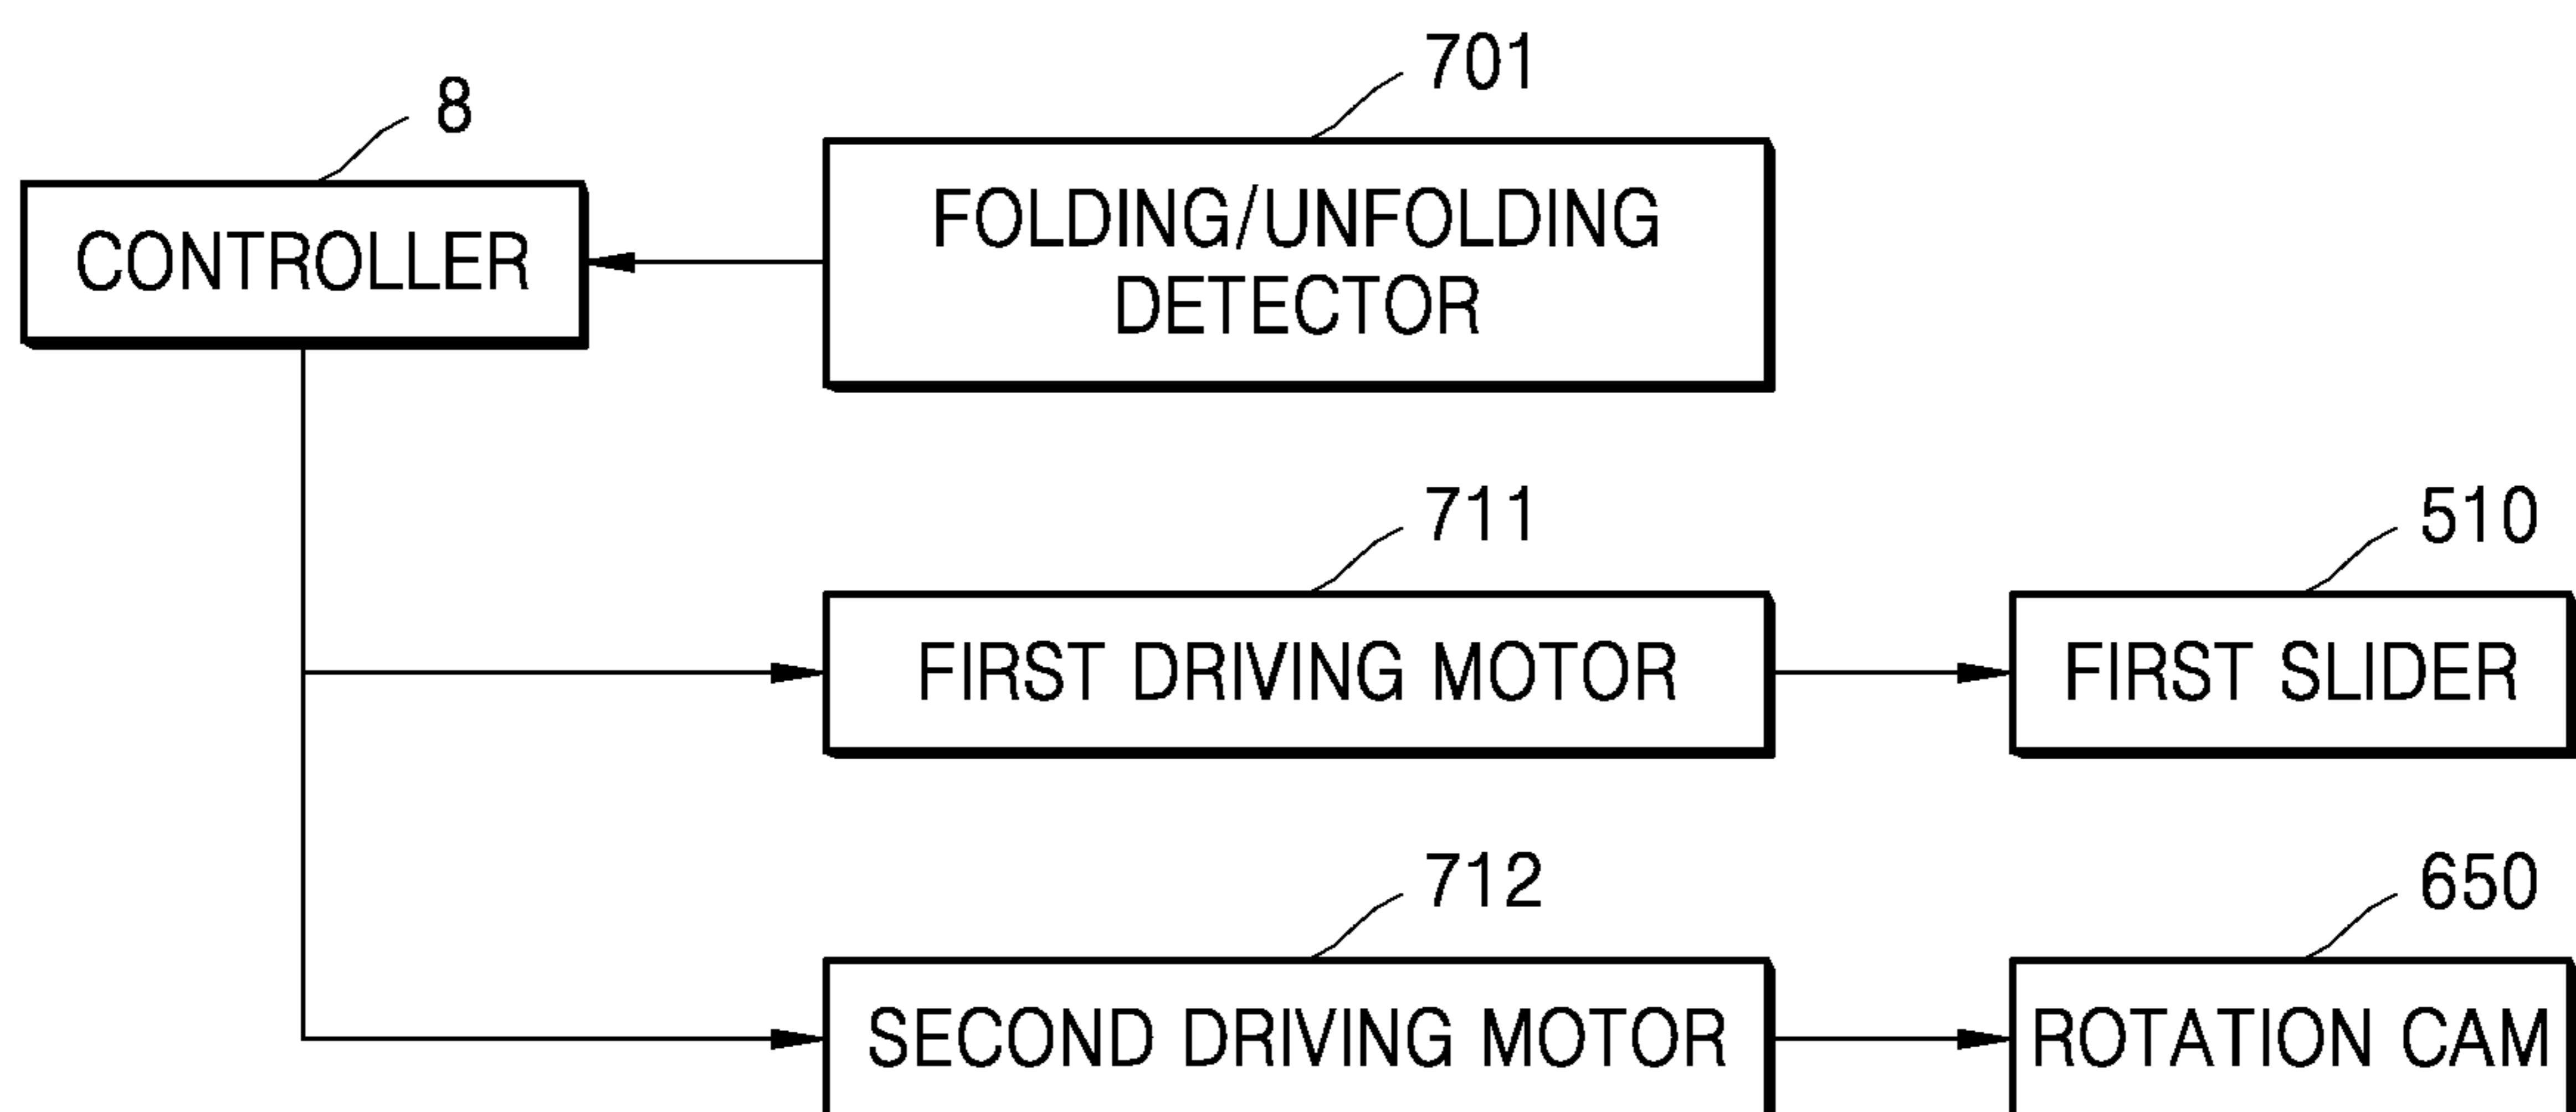 701
8
FOLDING/UNFOLDING
DETECTOR
CONTROLLER
711
510
FIRST DRIVING MOTOR
FIRST SLIDER
712
650
SECOND DRIVING MOTOR
ROTATION CAM